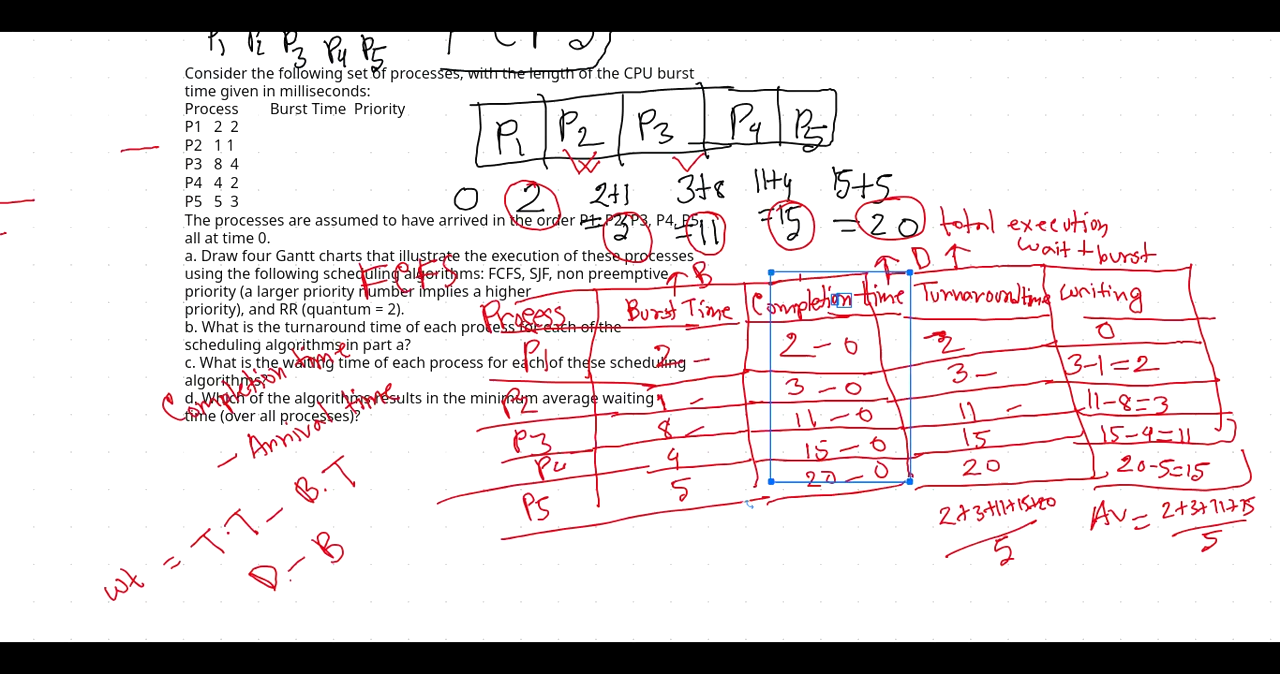 P1 P2 P3 P4 P5
Consider the following set of processes, with the length of the CPU burst
time given in milliseconds:
Process Burst Time Priority
P1 2 2
P2 1 1
P3 8 4
P4 4 2
P5 5 3
The processes are assumed to have arrived in the order P1, P2, P3, P4, P5,
all at time 0.
a. Draw four Gantt charts that illustrate the execution of these processes
using the following scheduling algorithms: FCFS, SJF, non preemptive
priority (a larger priority number implies a higher
priority), and RR (quantum = 2).
b. What is the turnaround time of each process for each of the
scheduling algorithms in part a?
c. What is the waiting time of each process for each of these scheduling
algorithms?
d. Which of the algorithms results in the minimum average waiting
time (over all processes)?
P1 P2 P3 P4 P5
0 2 2+1 3+8 11+4 15+5
=3 =11 =15 =20
total execution
wait + burst
FCFS
B D
Process Burst Time Completion time Turnaround time waiting
P1 2 - 2 - 0 2 0
P2 1 - 3 - 0 3 - 3-1=2
P3 8 - 11 - 0 11 - 11-8=3
P4 4 15 - 0 15 15-4=11
P5 5 20 - 0 20 20-5=15
2+3+11+15+20
5
Av = 2+3+11+15
5
Completion time
- Arrival time
wt = T.T - B.T
D - B